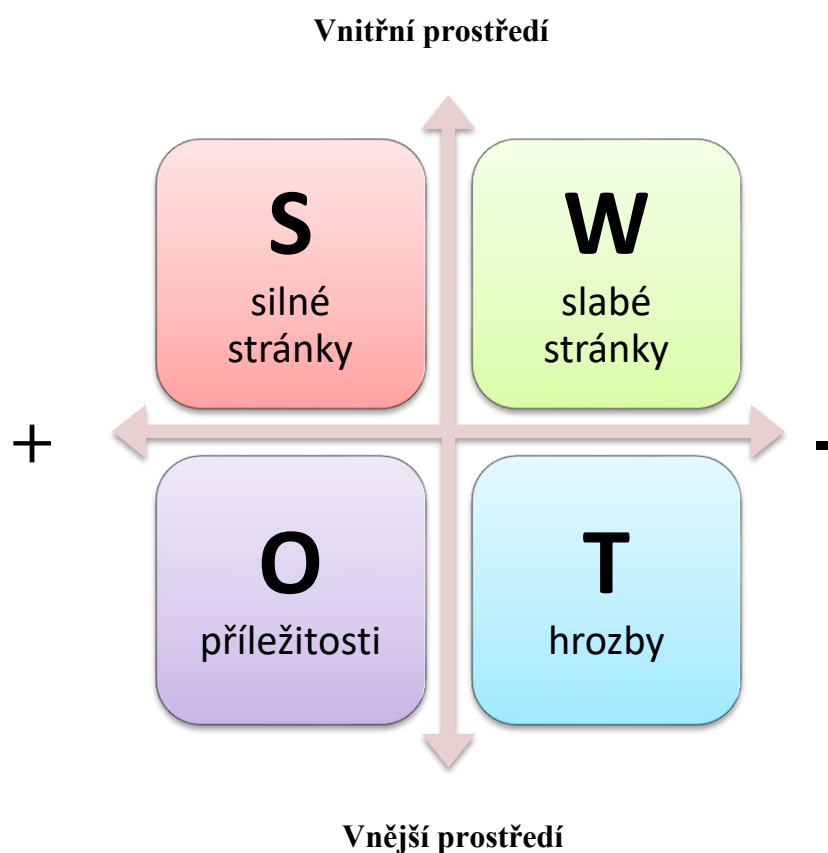 Vnitřní prostředí
S
silné
stránky
W
slabé
stránky
+
-
O
příležitosti
T
hrozby
Vnější prostředí